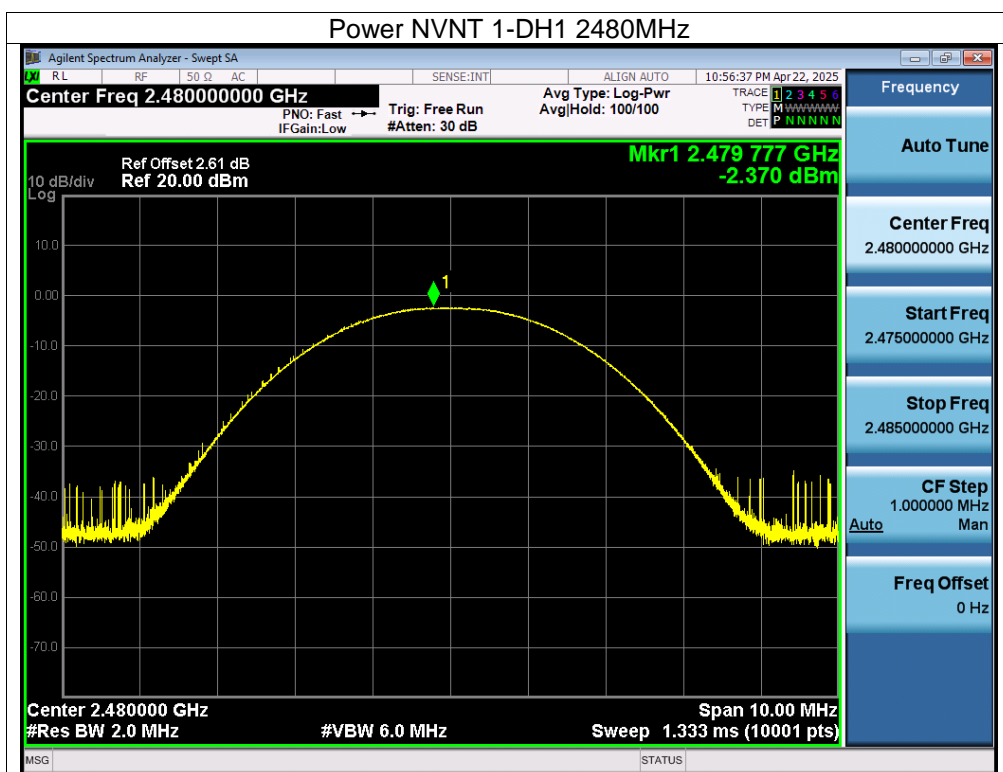 Power NVNT 1-DH1 2480MHz
Agilent Spectrum Analyzer - Swept SA
LXI RL RF 50 Ω AC SENSE:INT ALIGN AUTO 10:56:37 PM Apr 22, 2025
Center Freq 2.480000000 GHz
PNO: Fast
IFGain:Low
Trig: Free Run
#Atten: 30 dB
Avg Type: Log-Pwr
Avg|Hold: 100/100
TRACE 1 2 3 4 5 6
TYPE M WWWWW
DET P N N N N N
Ref Offset 2.61 dB
10 dB/div Ref 20.00 dBm
Log
Mkr1 2.479 777 GHz
-2.370 dBm
10.0
0.00
-10.0
-20.0
-30.0
-40.0
-50.0
-60.0
-70.0
1
Center 2.480000 GHz Span 10.00 MHz
#Res BW 2.0 MHz #VBW 6.0 MHz Sweep 1.333 ms (10001 pts)
MSG STATUS
Frequency
Auto Tune
Center Freq
2.480000000 GHz
Start Freq
2.475000000 GHz
Stop Freq
2.485000000 GHz
CF Step
1.000000 MHz
Auto Man
Freq Offset
0 Hz